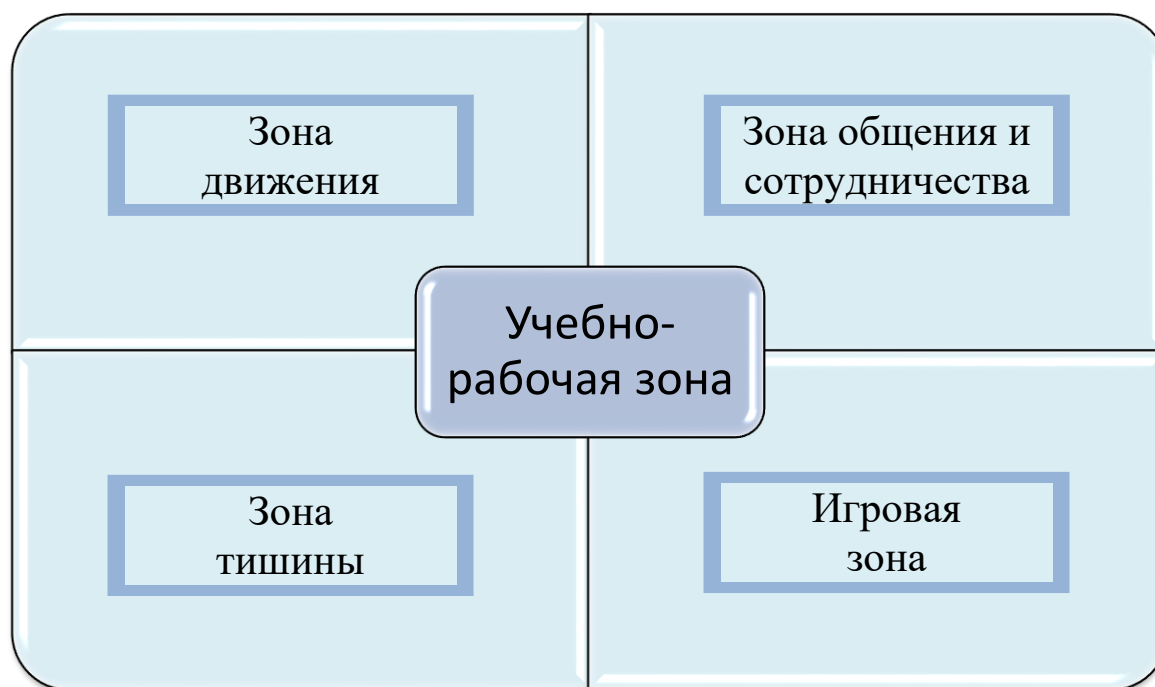 Зона
движения
Зона общения и
сотрудничества
Учебно-
рабочая зона
Зона
тишины
Игровая
зона